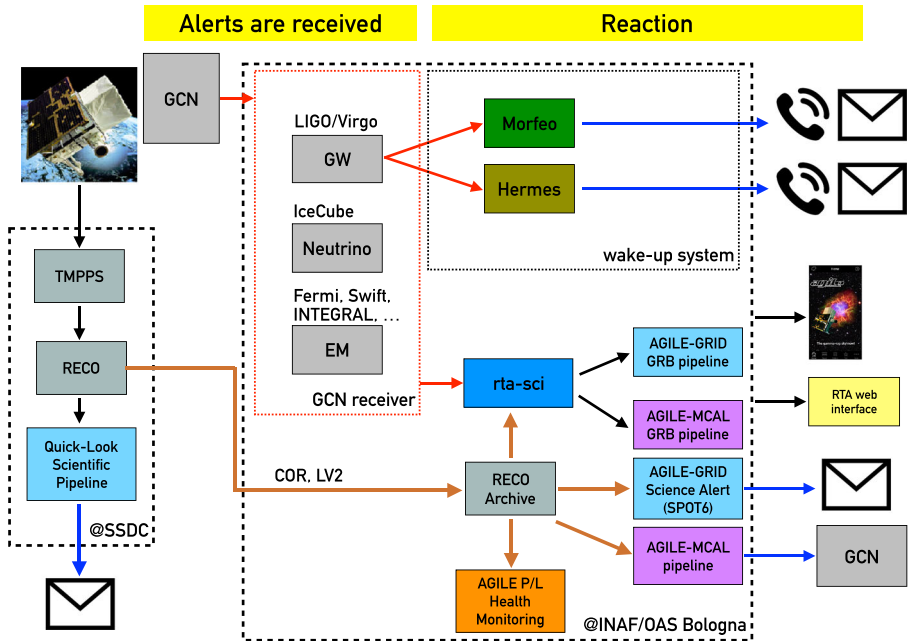 Alerts are received
Reaction
GCN
LIGO/Virgo
GW
IceCube
Neutrino
Fermi, Swift,
INTEGRAL, …
EM
GCN receiver
Morfeo
Hermes
wake-up system
TMPPS
RECO
Quick-Look
Scientific
Pipeline
@SSDC
COR, LV2
rta-sci
RECO
Archive
AGILE P/L
Health
Monitoring
AGILE-GRID
GRB pipeline
AGILE-MCAL
GRB pipeline
AGILE-GRID
Science Alert
(SPOT6)
AGILE-MCAL
pipeline
@INAF/OAS Bologna
agile
RTA web
interface
GCN